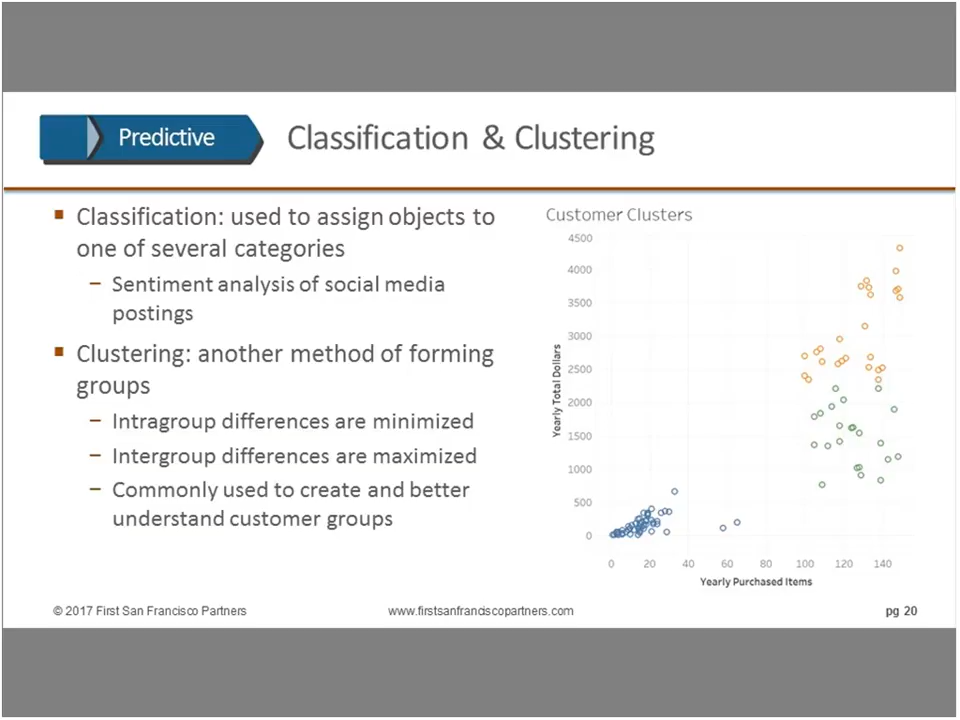 Predictive
Classification & Clustering
▪ Classification: used to assign objects to
one of several categories
– Sentiment analysis of social media
postings
▪ Clustering: another method of forming
groups
– Intragroup differences are minimized
– Intergroup differences are maximized
– Commonly used to create and better
understand customer groups
Customer Clusters
Yearly Total Dollars
4500
4000
3500
3000
2500
2000
1500
1000
500
0
0 20 40 60 80 100 120 140
Yearly Purchased Items
© 2017 First San Francisco Partners
www.firstsanfranciscopartners.com
pg 20